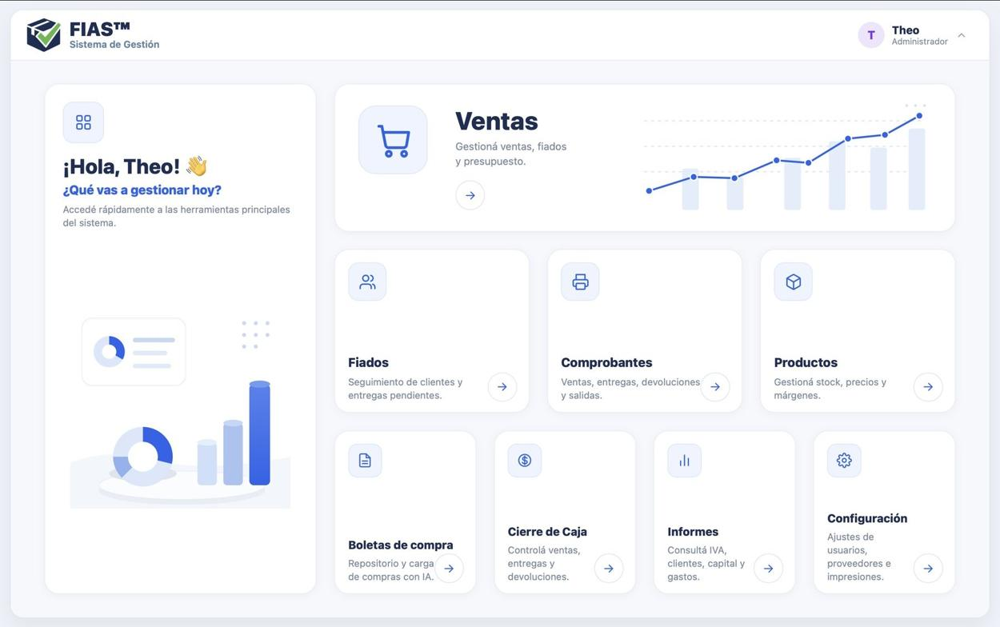 FIAS™
Sistema de Gestión
T
Theo
Administrador
¡Hola, Theo! 👋
¿Qué vas a gestionar hoy?
Accedé rápidamente a las herramientas principales
del sistema.
Ventas
Gestioná ventas, fiados
y presupuesto.
Fiados
Seguimiento de clientes y
entregas pendientes.
Comprobantes
Ventas, entregas, devoluciones
y salidas.
Productos
Gestioná stock, precios y
márgenes.
Boletas de compra
Repositorio y carga
de compras con IA.
Cierre de Caja
Controlá ventas,
entregas y
devoluciones.
Informes
Consultá IVA,
clientes, capital y
gastos.
Configuración
Ajustes de
usuarios,
proveedores e
impresiones.